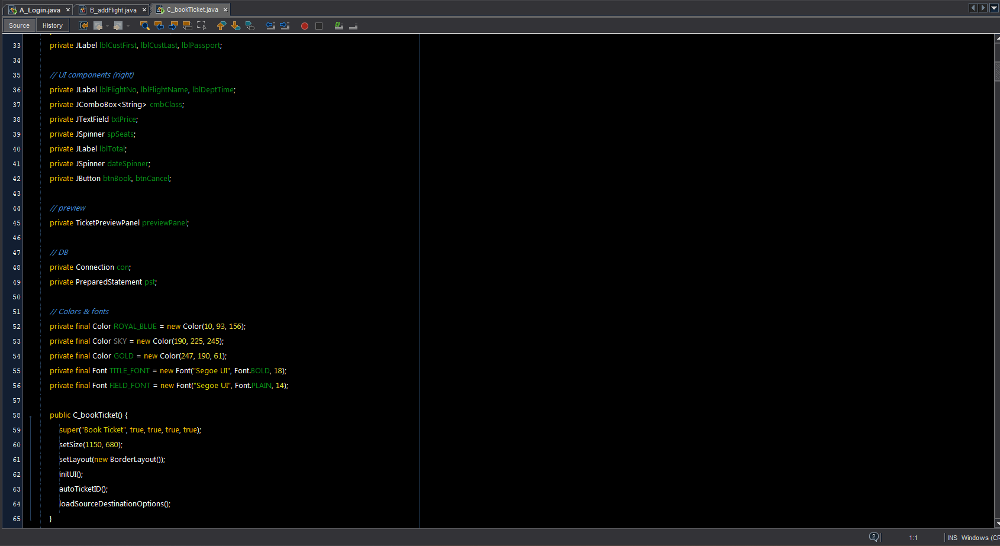 A_Login.java × B_addFlight.java × C_bookTicket.java ×
Source History
33 private JLabel lblCustFirst, lblCustLast, lblPassport;
34
35 // UI components (right)
36 private JLabel lblFlightNo, lblFlightName, lblDeptTime;
37 private JComboBox<String> cmbClass;
38 private JTextField txtPrice;
39 private JSpinner spSeats;
40 private JLabel lblTotal;
41 private JSpinner dateSpinner;
42 private JButton btnBook, btnCancel;
43
44 // preview
45 private TicketPreviewPanel previewPanel;
46
47 // DB
48 private Connection con;
49 private PreparedStatement pst;
50
51 // Colors & fonts
52 private final Color ROYAL_BLUE = new Color(10, 93, 156);
53 private final Color SKY = new Color(190, 225, 245);
54 private final Color GOLD = new Color(247, 190, 61);
55 private final Font TITLE_FONT = new Font("Segoe UI", Font.BOLD, 18);
56 private final Font FIELD_FONT = new Font("Segoe UI", Font.PLAIN, 14);
57
58 public C_bookTicket() {
59 super("Book Ticket", true, true, true, true);
60 setSize(1150, 680);
61 setLayout(new BorderLayout());
62 initUI();
63 autoTicketID();
64 loadSourceDestinationOptions();
65 }
2 1:1 INS Windows (CR